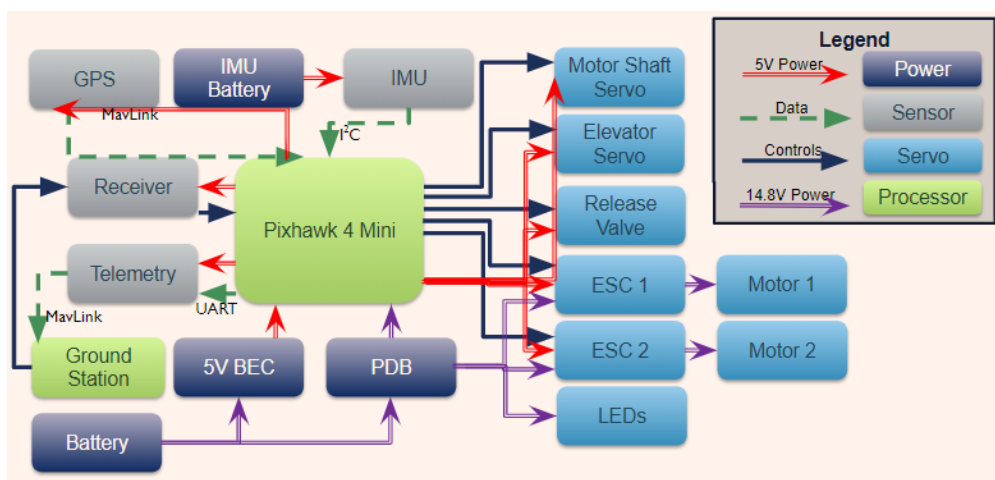 GPS
IMU
Battery
IMU
MavLink
I²C
Motor Shaft
Servo
Elevator
Servo
Receiver
Pixhawk 4 Mini
Release
Valve
Telemetry
UART
MavLink
ESC 1
Motor 1
Ground
Station
5V BEC
PDB
ESC 2
Motor 2
Battery
LEDs
Legend
5V Power
Power
Data
Sensor
Controls
Servo
14.8V Power
Processor